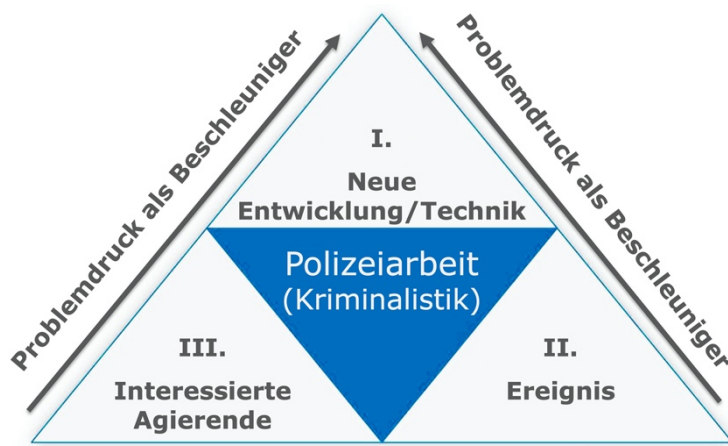 Problemdruck als Beschleuniger
Problemdruck als Beschleuniger
I.
Neue
Entwicklung/Technik
Polizeiarbeit
(Kriminalistik)
III.
Interessierte
Agierende
II.
Ereignis